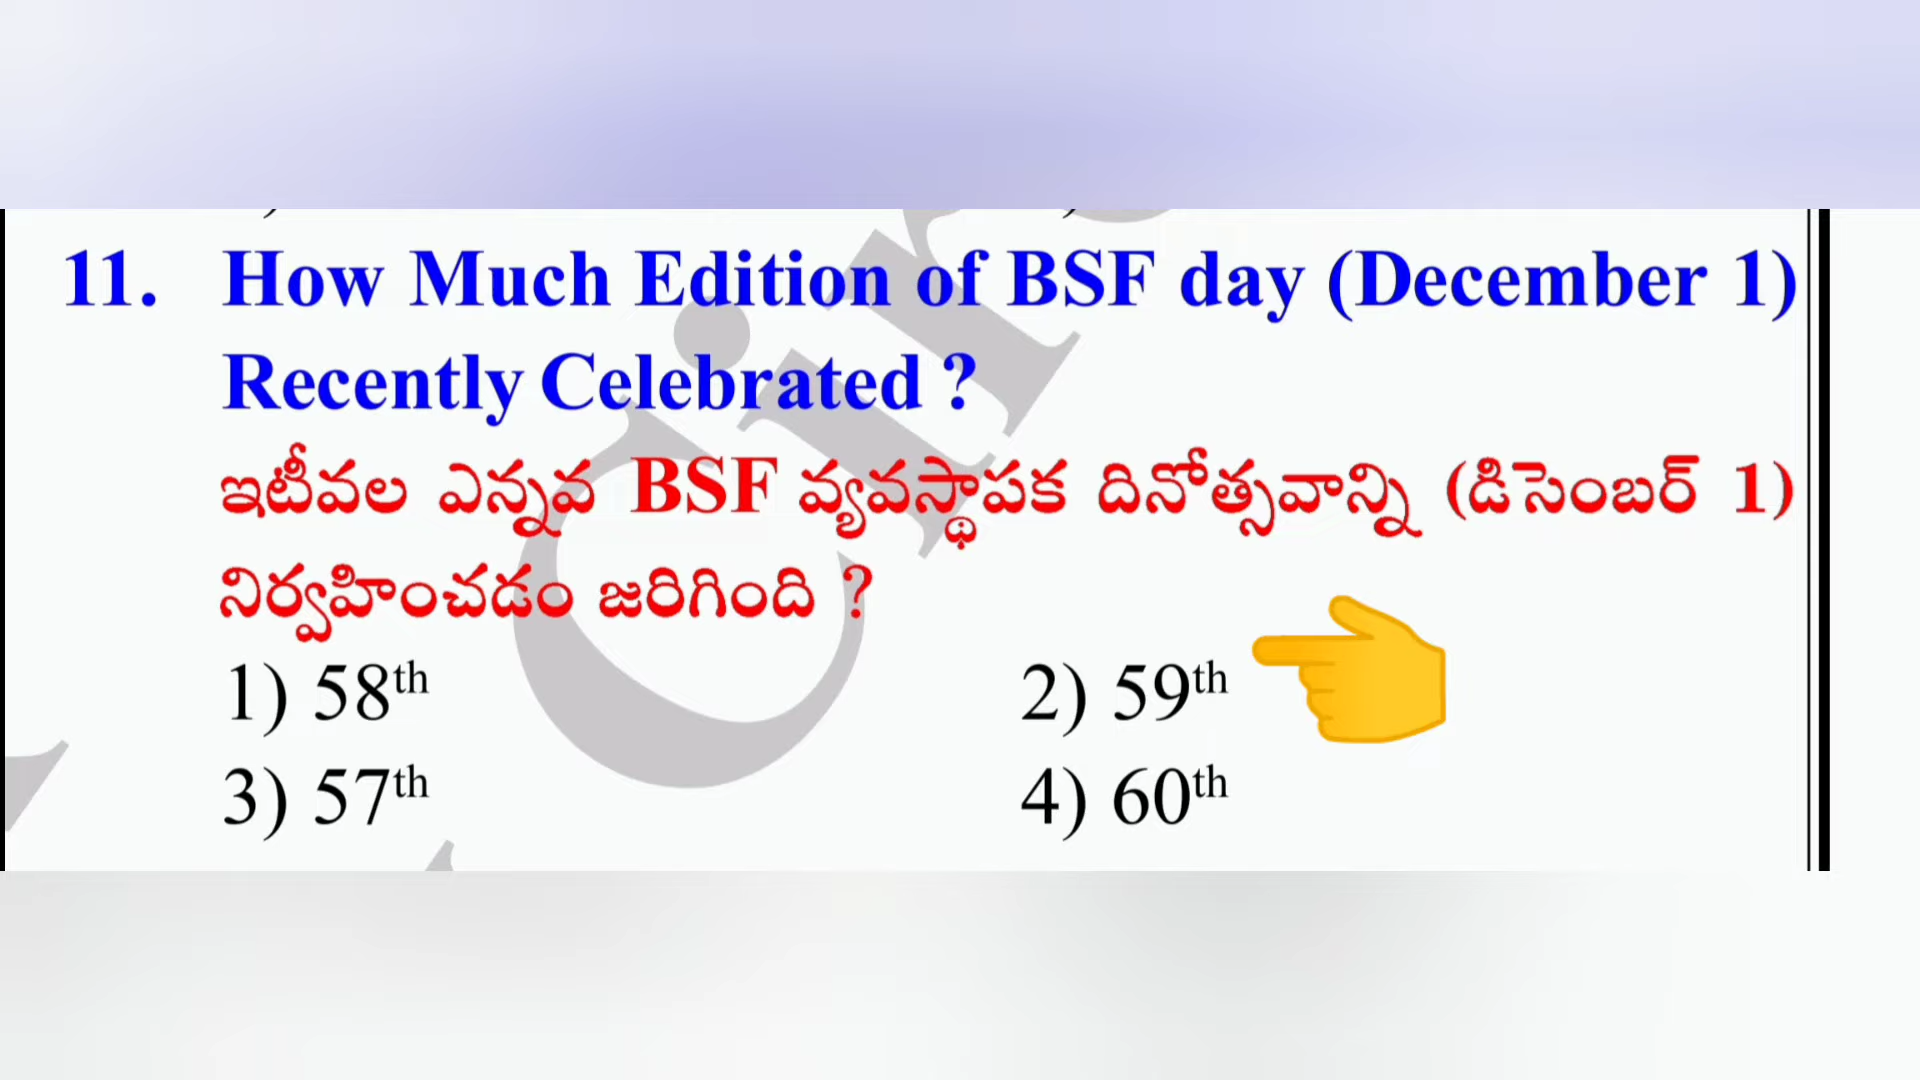 11. How Much Edition of BSF day (December 1)
Recently Celebrated ?
ఇటీవల ఎన్నవ BSF వ్యవస్థాపక దినోత్సవాన్ని (డిసెంబర్ 1)
నిర్వహించడం జరిగింది ?
1) 58th 2) 59th
3) 57th 4) 60th